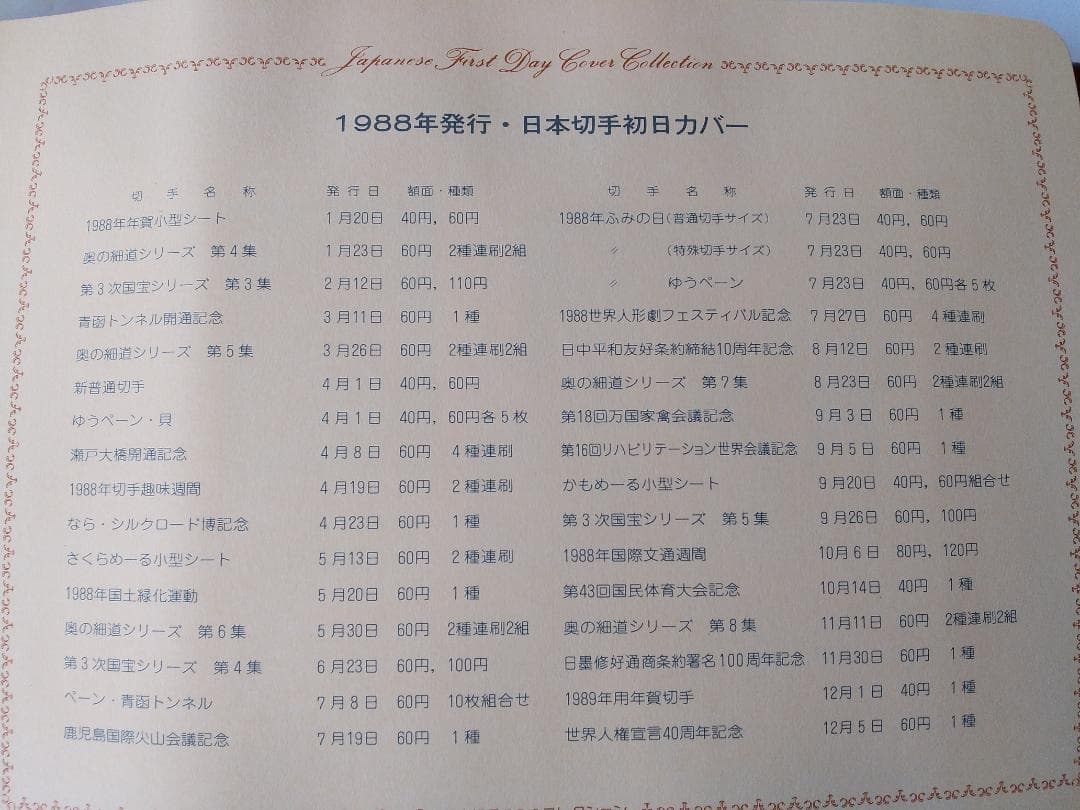 Japanese First Day Cover Collection
1988年発行・日本切手初日カバー
切手名称 発行日 額面・種類
1988年年賀小型シート 1月20日 40円, 60円
奥の細道シリーズ 第4集 1月23日 60円 2種連刷2組
第3次国宝シリーズ 第3集 2月12日 60円, 110円
青函トンネル開通記念 3月11日 60円 1種
奥の細道シリーズ 第5集 3月26日 60円 2種連刷2組
新普通切手 4月1日 40円, 60円
ゆうペーン・貝 4月1日 40円, 60円各5枚
瀬戸大橋開通記念 4月8日 60円 4種連刷
1988年切手趣味週間 4月19日 60円 2種連刷
なら・シルクロード博記念 4月23日 60円 1種
さくらめーる小型シート 5月13日 60円 2種連刷
1988年国土緑化運動 5月20日 60円 1種
奥の細道シリーズ 第6集 5月30日 60円 2種連刷2組
第3次国宝シリーズ 第4集 6月23日 60円, 100円
ペーン・青函トンネル 7月8日 60円 10枚組合せ
鹿児島国際火山会議記念 7月19日 60円 1種
切手名称 発行日 額面・種類
1988年ふみの日(普通切手サイズ) 7月23日 40円, 60円
〃 (特殊切手サイズ) 7月23日 40円, 60円
〃 ゆうペーン 7月23日 40円, 60円各5枚
1988世界人形劇フェスティバル記念 7月27日 60円 4種連刷
日中平和友好条約締結10周年記念 8月12日 60円 2種連刷
奥の細道シリーズ 第7集 8月23日 60円 2種連刷2組
第18回万国家禽会議記念 9月3日 60円 1種
第16回リハビリテーション世界会議記念 9月5日 60円 1種
かもめーる小型シート 9月20日 40円, 60円組合せ
第3次国宝シリーズ 第5集 9月26日 60円, 100円
1988年国際文通週間 10月6日 80円, 120円
第43回国民体育大会記念 10月14日 40円 1種
奥の細道シリーズ 第8集 11月11日 60円 2種連刷2組
日墨修好通商条約署名100周年記念 11月30日 60円 1種
1989年用年賀切手 12月1日 40円 1種
世界人権宣言40周年記念 12月5日 60円 1種